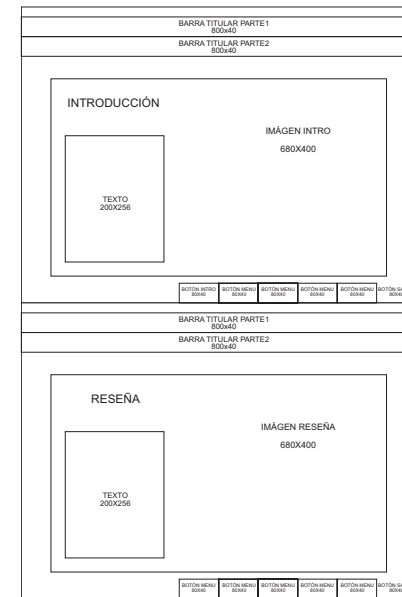 BARRA TITULAR PARTE1
800x40
BARRA TITULAR PARTE2
800x40
INTRODUCCIÓN
IMÁGEN INTRO
680X400
TEXTO
200X256
BOTÓN INTRO BOTÓN MENU BOTÓN MENU BOTÓN MENU BOTÓN MENU BOTÓN
80X40 80X40 80X40 80X40 80X40
BARRA TITULAR PARTE1
800x40
BARRA TITULAR PARTE2
800x40
RESEÑA
IMÁGEN RESEÑA
680X400
TEXTO
200X256
BOTÓN MENU BOTÓN MENU BOTÓN MENU BOTÓN MENU BOTÓN MENU BOTÓN
80X40 80X40 80X40 80X40 80X40